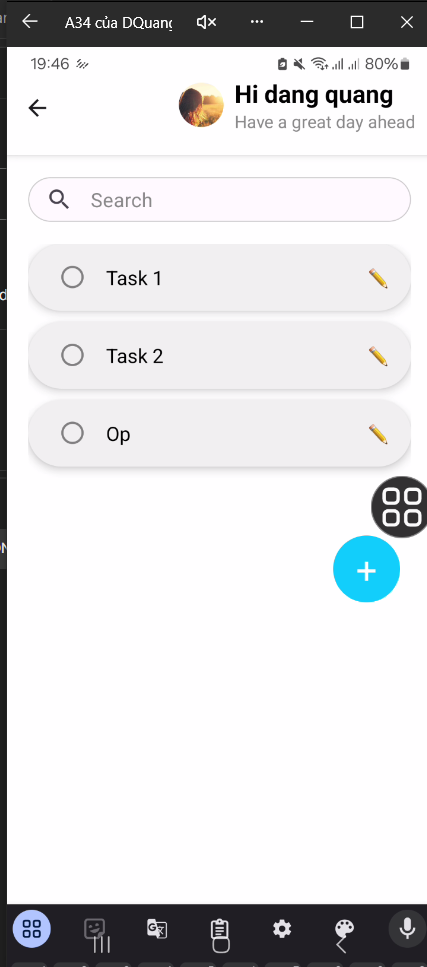 A34 của DQuang
19:46
80%
Hi dang quang
Have a great day ahead
Search
Task 1
Task 2
Op
+